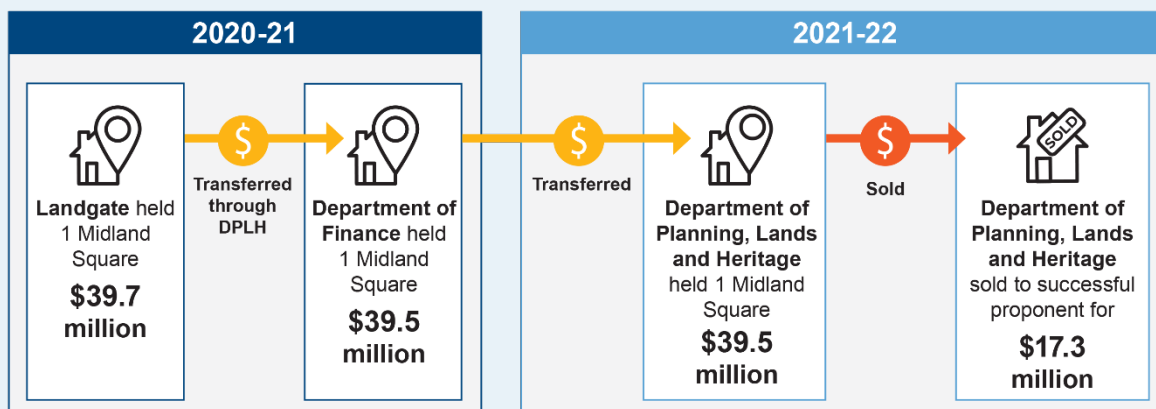 2020-21
2021-22
Landgate held
1 Midland
Square
$39.7
million
$
Transferred
through
DPLH
Department of
Finance held
1 Midland
Square
$39.5
million
$
Transferred
Department of
Planning, Lands
and Heritage
held 1 Midland
Square
$39.5
million
$
Sold
SOLD
Department of
Planning, Lands
and Heritage
sold to successful
proponent for
$17.3
million